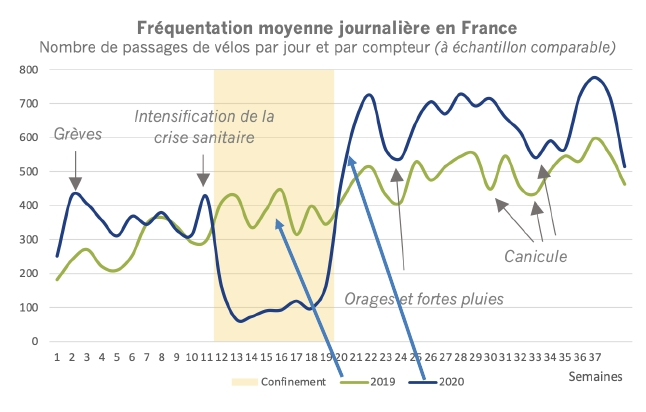 Fréquentation moyenne journalière en France
Nombre de passages de vélos par jour et par compteur (à échantillon comparable)
800
700
600
500
400
300
200
100
0
Grèves
Intensification de la
crise sanitaire
Canicule
Orages et fortes pluies
1 2 3 4 5 6 7 8 9 10 11 12 13 14 15 16 17 18 19 20 21 22 23 24 25 26 27 28 29 30 31 32 33 34 35 36 37
Semaines
Confinement 2019 2020